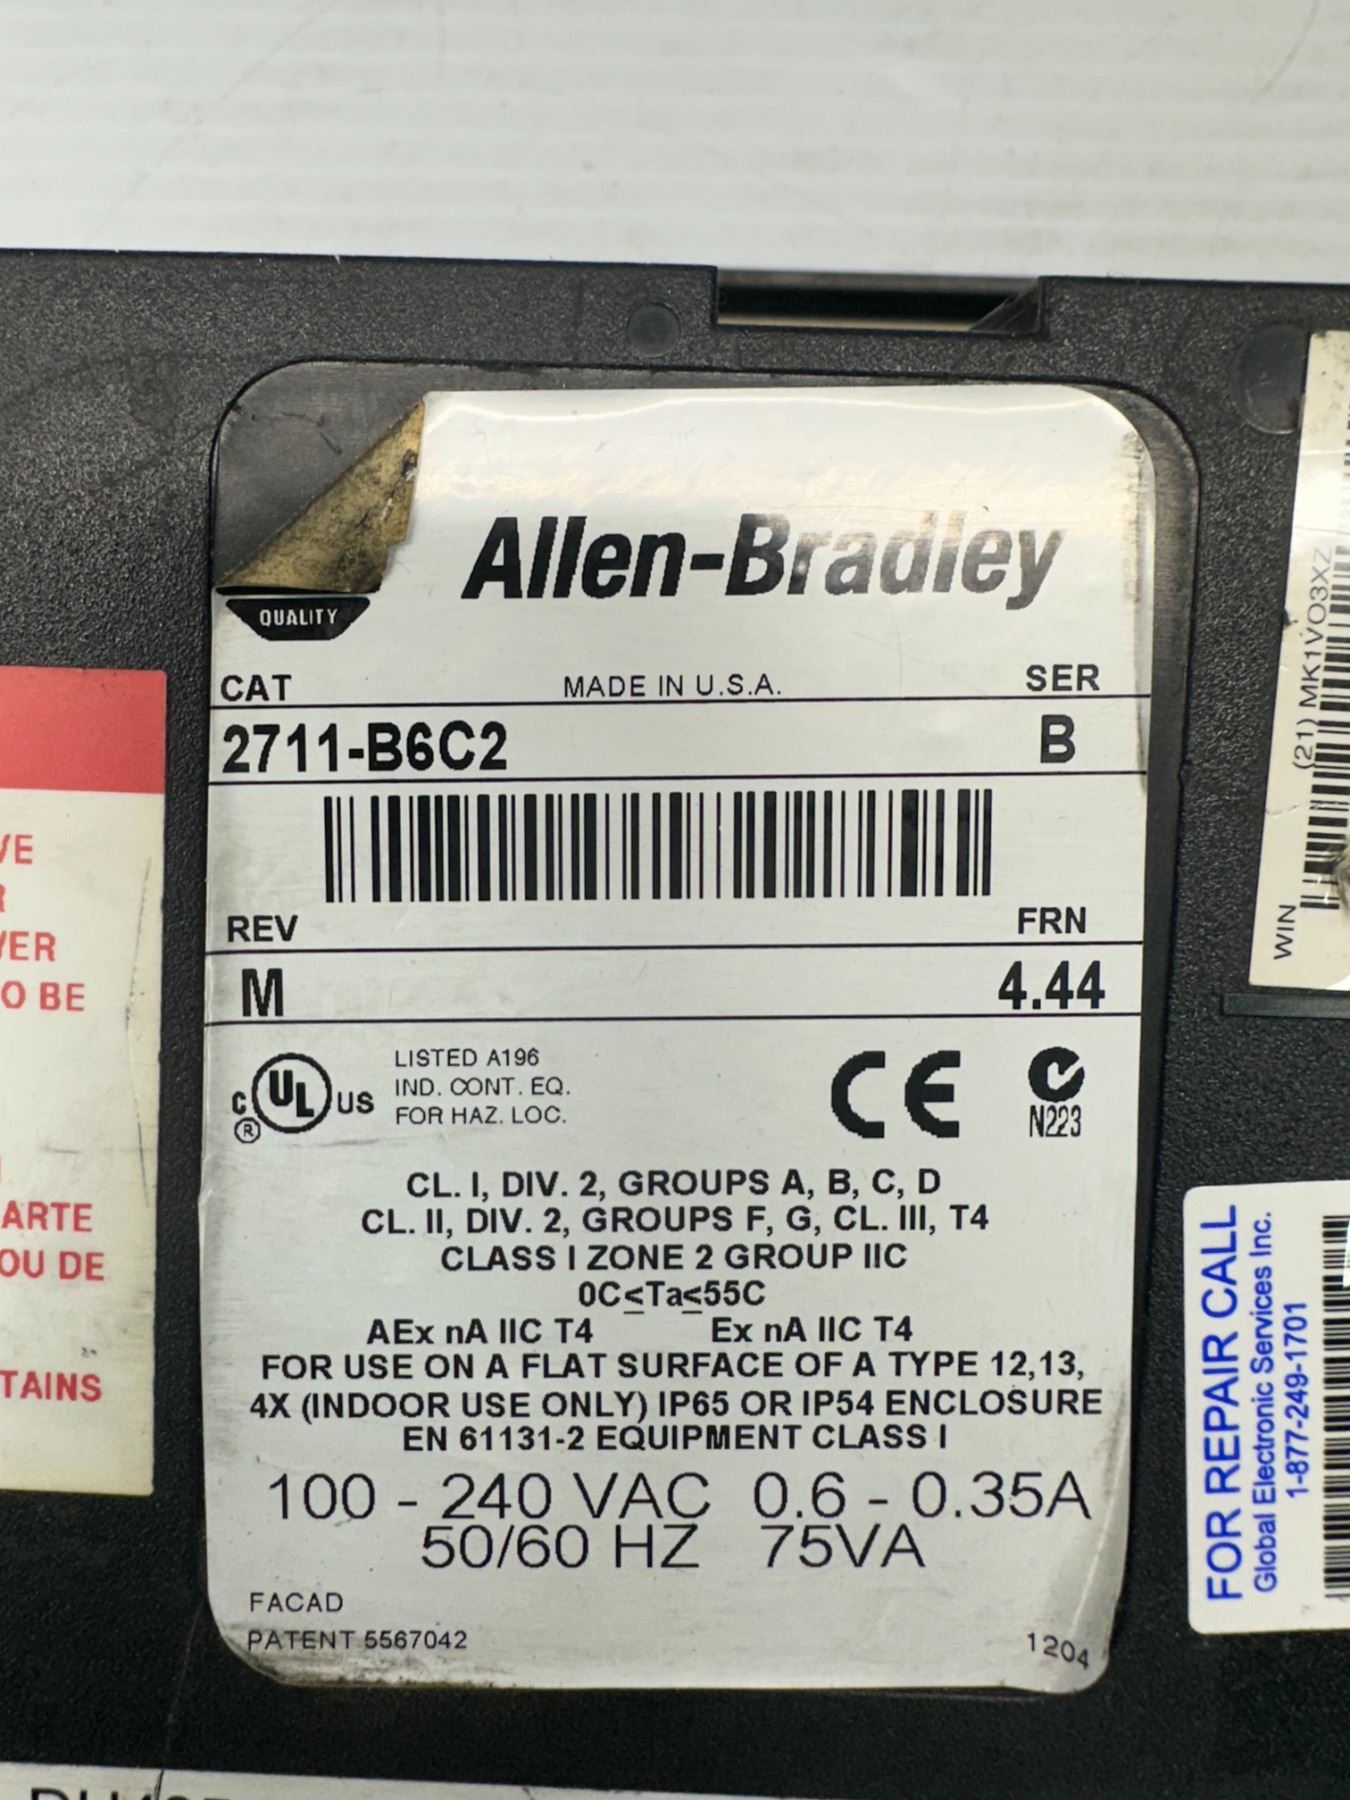 QUALITY
Allen-Bradley
CAT MADE IN U.S.A. SER
2711-B6C2 B
REV FRN
M 4.44
C UL US
®
LISTED A196
IND. CONT. EQ.
FOR HAZ. LOC.
CE
N223
CL. I, DIV. 2, GROUPS A, B, C, D
CL. II, DIV. 2, GROUPS F, G, CL. III, T4
CLASS I ZONE 2 GROUP IIC
0C≤Ta≤55C
AEx nA IIC T4 Ex nA IIC T4
FOR USE ON A FLAT SURFACE OF A TYPE 12,13,
4X (INDOOR USE ONLY) IP65 OR IP54 ENCLOSURE
EN 61131-2 EQUIPMENT CLASS I
100 - 240 VAC 0.6 - 0.35A
50/60 HZ 75VA
FACAD
PATENT 5567042 1204
VE
R
VER
O BE
ARTE
OU DE
TAINS
WIN (21) MK1VO3XZ
FOR REPAIR CALL
Global Electronic Services Inc.
1-877-249-1701